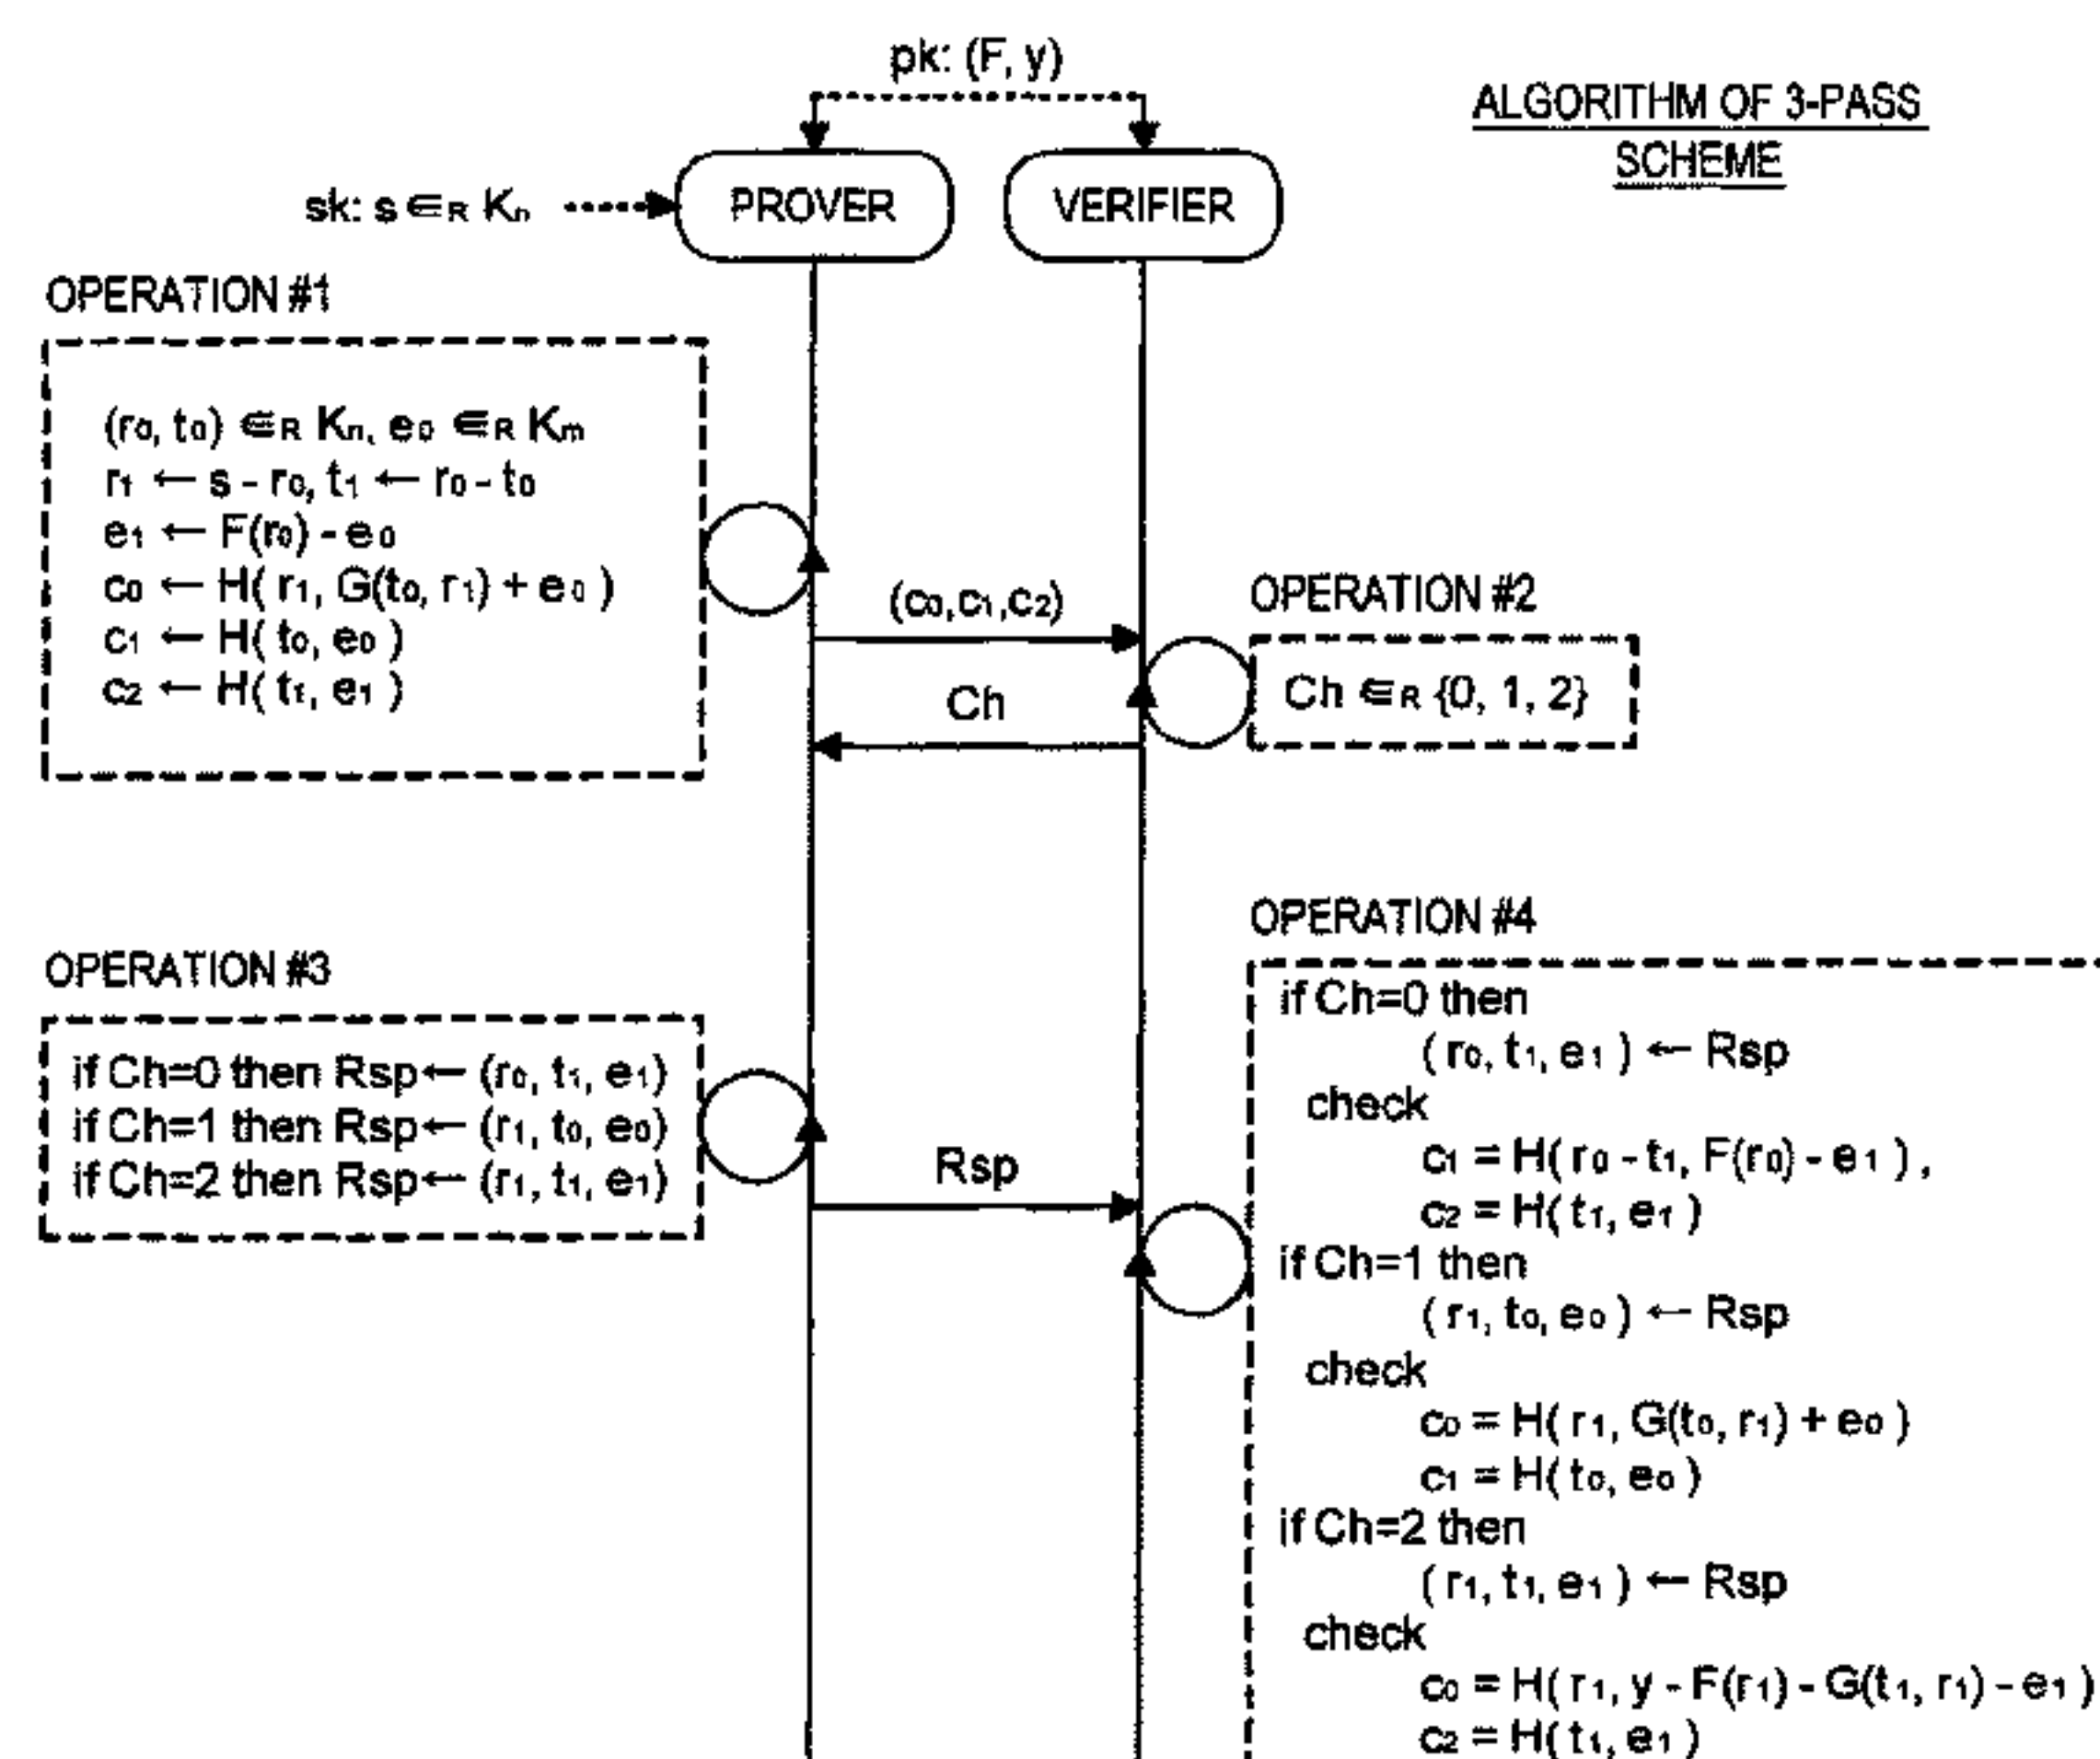 pk: (F, y)
ALGORITHM OF 3-PASS
SCHEME
sk: s ∈R Kn
PROVER
VERIFIER
OPERATION #1
(r0, t0) ∈R Kn, e0 ∈R Km
r1 ← s - r0, t1 ← r0 - t0
e1 ← F(r0) - e0
c0 ← H( r1, G(t0, r1) + e0 )
c1 ← H( t0, e0 )
c2 ← H( t1, e1 )
(c0,c1,c2)
OPERATION #2
Ch ∈R {0, 1, 2}
Ch
OPERATION #3
if Ch=0 then Rsp← (r0, t1, e1)
if Ch=1 then Rsp← (r1, t0, e0)
if Ch=2 then Rsp← (r1, t1, e1)
Rsp
OPERATION #4
if Ch=0 then
( r0, t1, e1 ) ← Rsp
check
c1 = H( r0 - t1, F(r0) - e1 ),
c2 = H( t1, e1 )
if Ch=1 then
( r1, t0, e0 ) ← Rsp
check
c0 = H( r1, G(t0, r1) + e0 )
c1 = H( t0, e0 )
if Ch=2 then
( r1, t1, e1 ) ← Rsp
check
c0 = H( r1, y - F(r1) - G(t1, r1) - e1 )
c2 = H( t1, e1 )